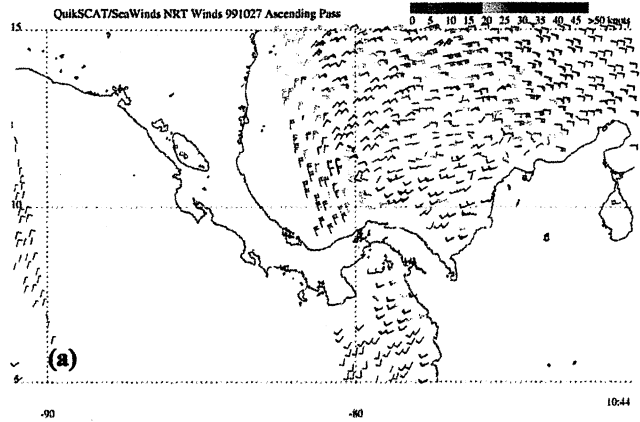 QuikSCAT/SeaWinds NRT Winds 991027 Ascending Pass
0 5 10 15 20 25 30 35 40 45 >50 knots
15
10
(a)
-90 -80 10:44